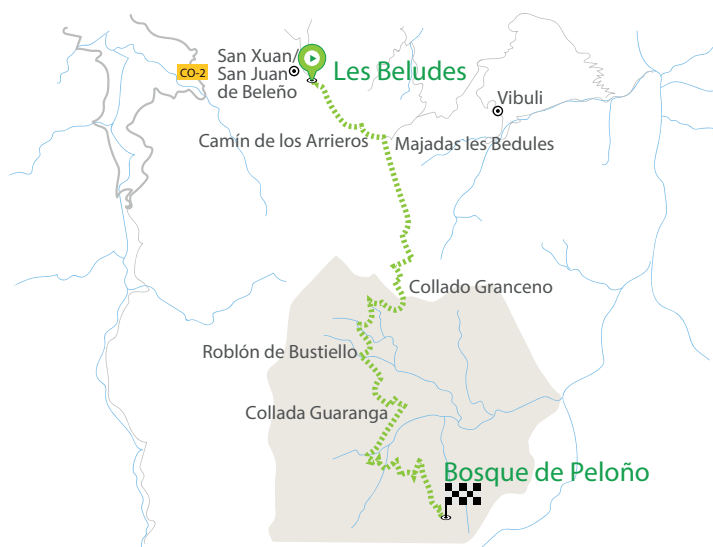 San Xuan/
San Juan
de Beleño
CO-2
Les Beludes
Vibuli
Camín de los Arrieros
Majadas les Bedules
Collado Granceno
Roblón de Bustiello
Collada Guaranga
Bosque de Peloño